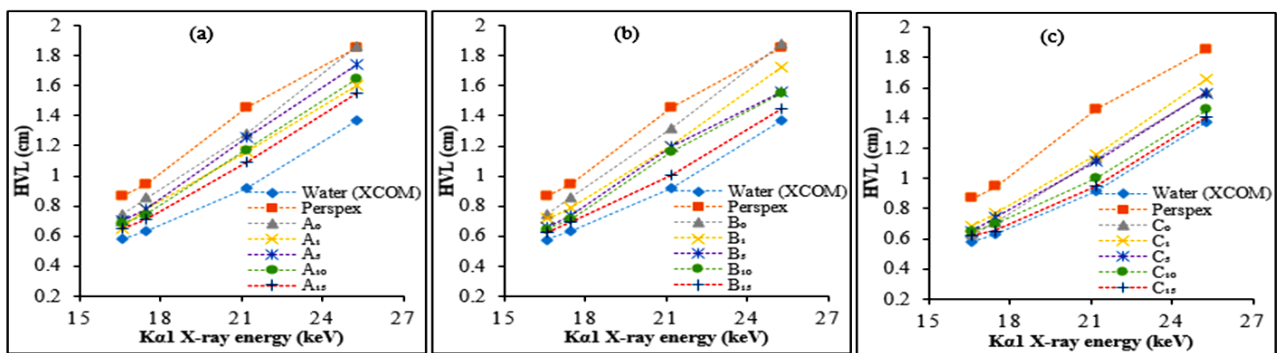 (a)
2
1.8
1.6
1.4
1.2
1
0.8
0.6
0.4
0.2
HVL (cm)
Water (XCOM)
Perspex
A₀
A₁
A₅
A₁₀
A₁₅
15 18 21 24 27
Kα1 X-ray energy (keV)
(b)
2
1.8
1.6
1.4
1.2
1
0.8
0.6
0.4
0.2
HVL (cm)
Water (XCOM)
Perspex
B₀
B₁
B₅
B₁₀
B₁₅
15 18 21 24 27
Kα1 X-ray energy (keV)
(c)
2
1.8
1.6
1.4
1.2
1
0.8
0.6
0.4
0.2
HVL (cm)
Water (XCOM)
Perspex
C₀
C₁
C₅
C₁₀
C₁₅
15 18 21 24 27
Kα1 X-ray energy (keV)